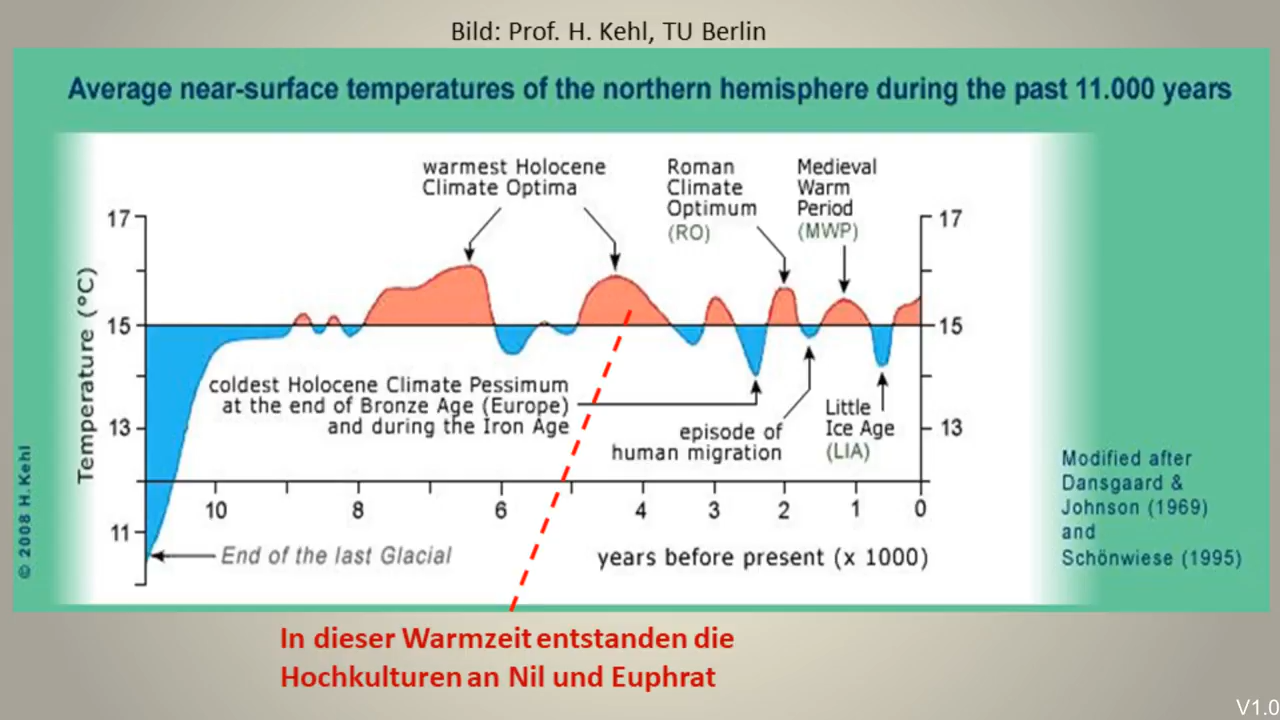 Bild: Prof. H. Kehl, TU Berlin
Average near-surface temperatures of the northern hemisphere during the past 11.000 years
warmest Holocene
Climate Optima
Roman
Climate
Optimum
(RO)
Medieval
Warm
Period
(MWP)
17
15
13
11
Temperature (°C)
17
15
13
coldest Holocene Climate Pessimum
at the end of Bronze Age (Europe)
and during the Iron Age
episode of
human migration
Little
Ice Age
(LIA)
10 8 6 4 3 2 1 0
End of the last Glacial
years before present (x 1000)
Modified after
Dansgaard &
Johnson (1969)
and
Schönwiese (1995)
© 2008 H.Kehl
In dieser Warmzeit entstanden die
Hochkulturen an Nil und Euphrat
V1.0